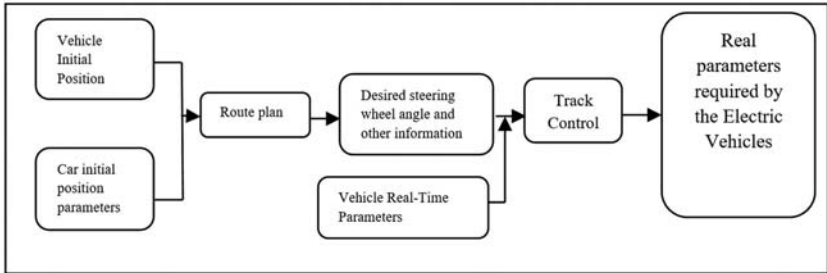 Vehicle
Initial
Position
Car initial
position
parameters
Route plan
Desired steering
wheel angle and
other information
Vehicle Real-Time
Parameters
Track
Control
Real
parameters
required by
the Electric
Vehicles